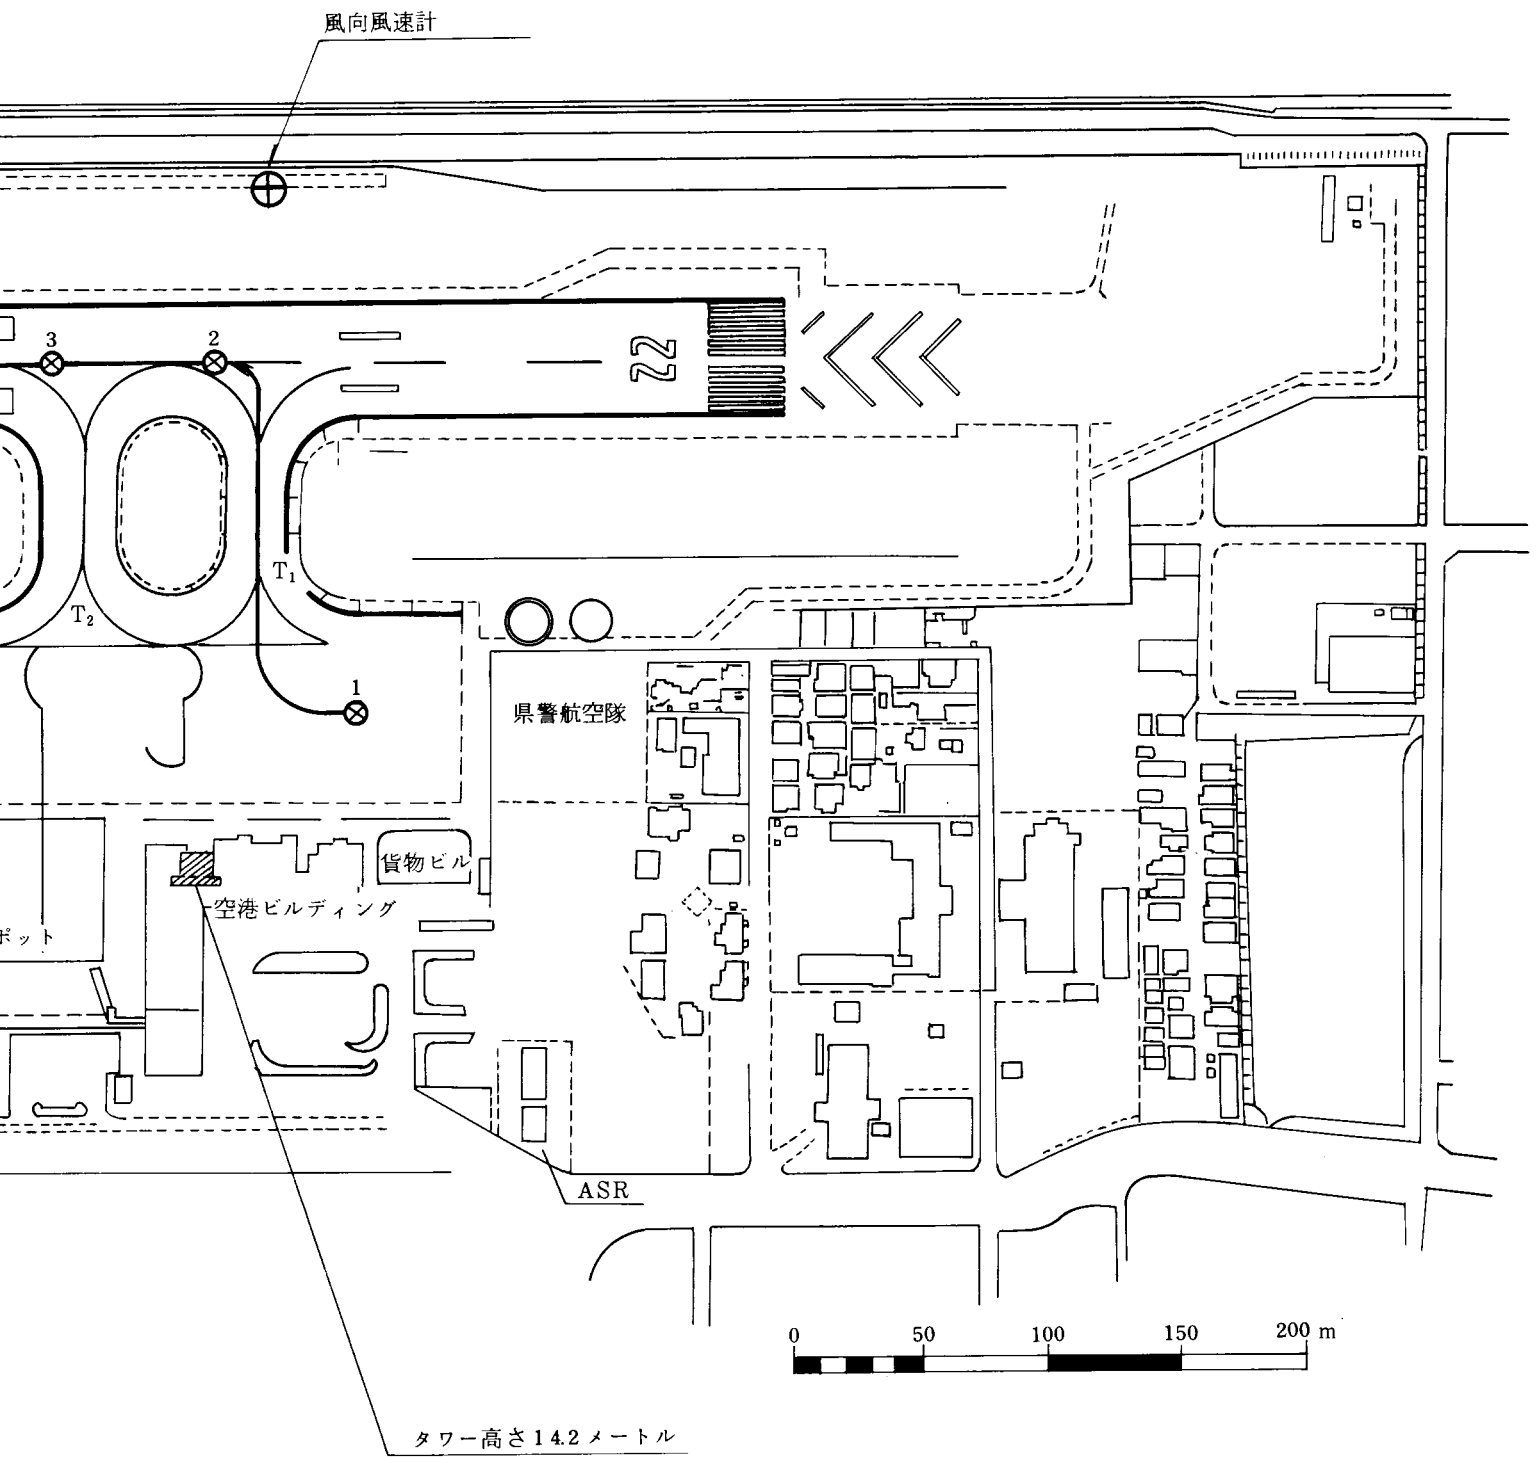 風向風速計
3
2
22
T1
T2
1
県警航空隊
貨物ビル
空港ビルディング
ポット
ASR
0 50 100 150 200 m
タワー高さ14.2メートル